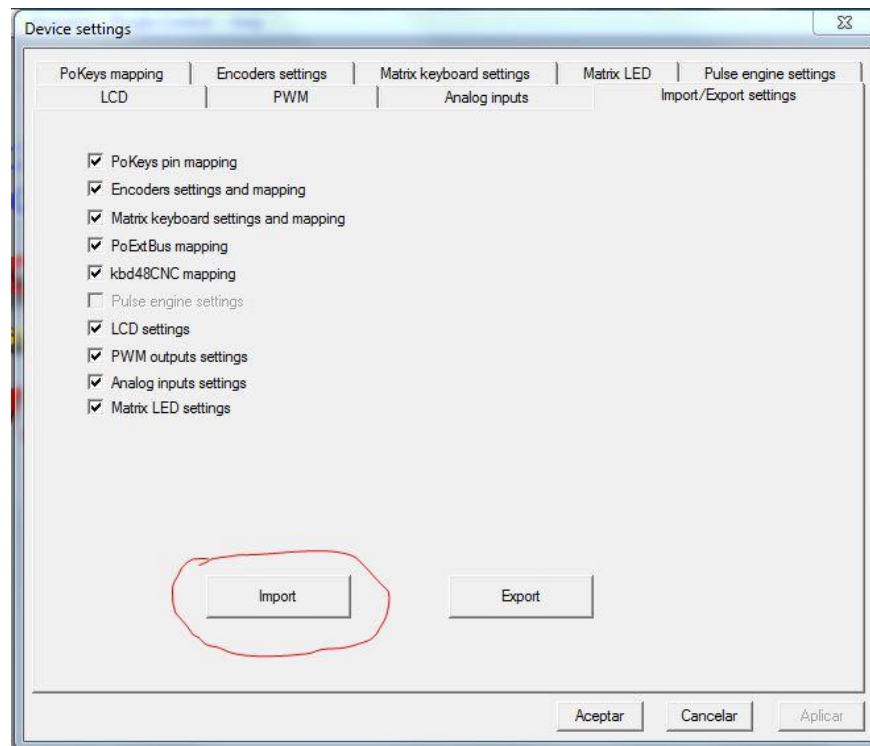 Device settings
PoKeys mapping Encoders settings Matrix keyboard settings Matrix LED Pulse engine settings
LCD PWM Analog inputs Import/Export settings
PoKeys pin mapping
Encoders settings and mapping
Matrix keyboard settings and mapping
PoExtBus mapping
kbd48CNC mapping
Pulse engine settings
LCD settings
PWM outputs settings
Analog inputs settings
Matrix LED settings
Import Export
Aceptar Cancelar Aplicar